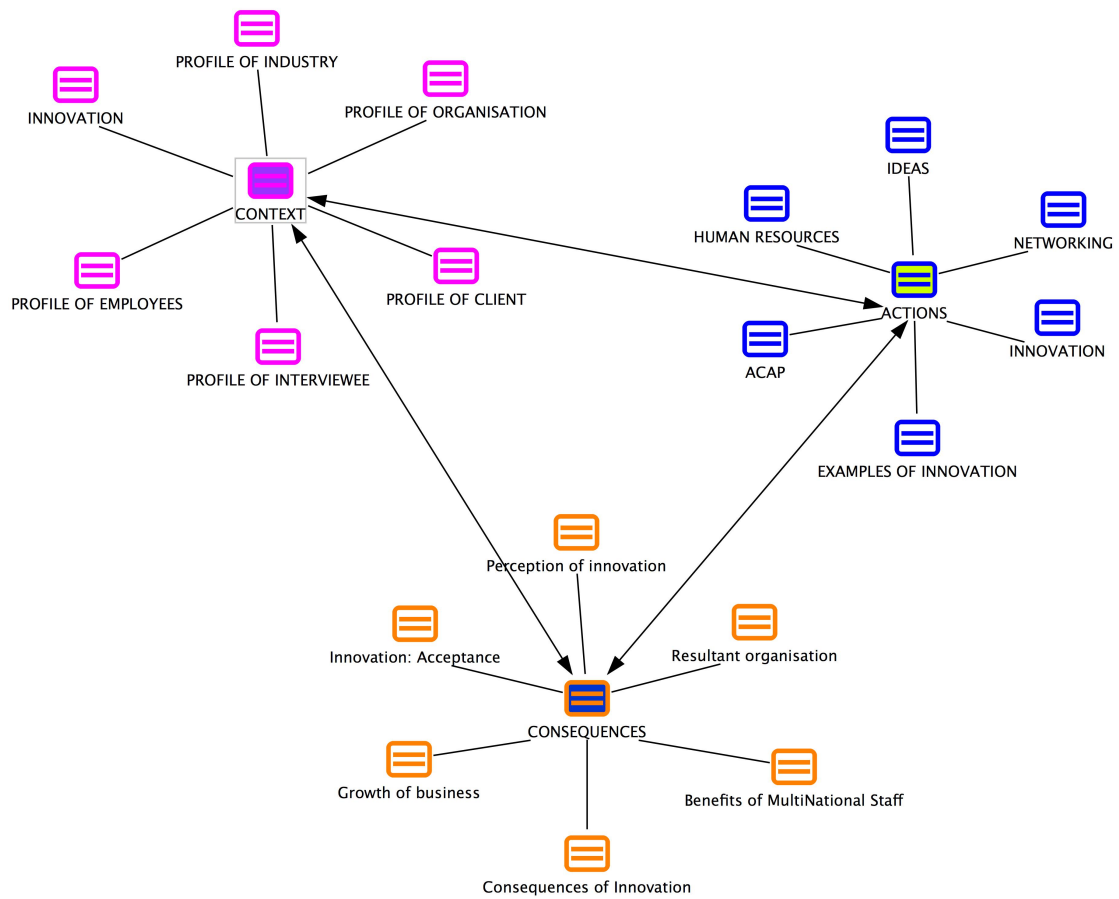 PROFILE OF INDUSTRY
INNOVATION
PROFILE OF ORGANISATION
CONTEXT
PROFILE OF EMPLOYEES
PROFILE OF CLIENT
PROFILE OF INTERVIEWEE
IDEAS
HUMAN RESOURCES
NETWORKING
ACTIONS
ACAP
INNOVATION
EXAMPLES OF INNOVATION
Perception of innovation
Innovation: Acceptance
Resultant organisation
CONSEQUENCES
Growth of business
Benefits of MultiNational Staff
Consequences of Innovation